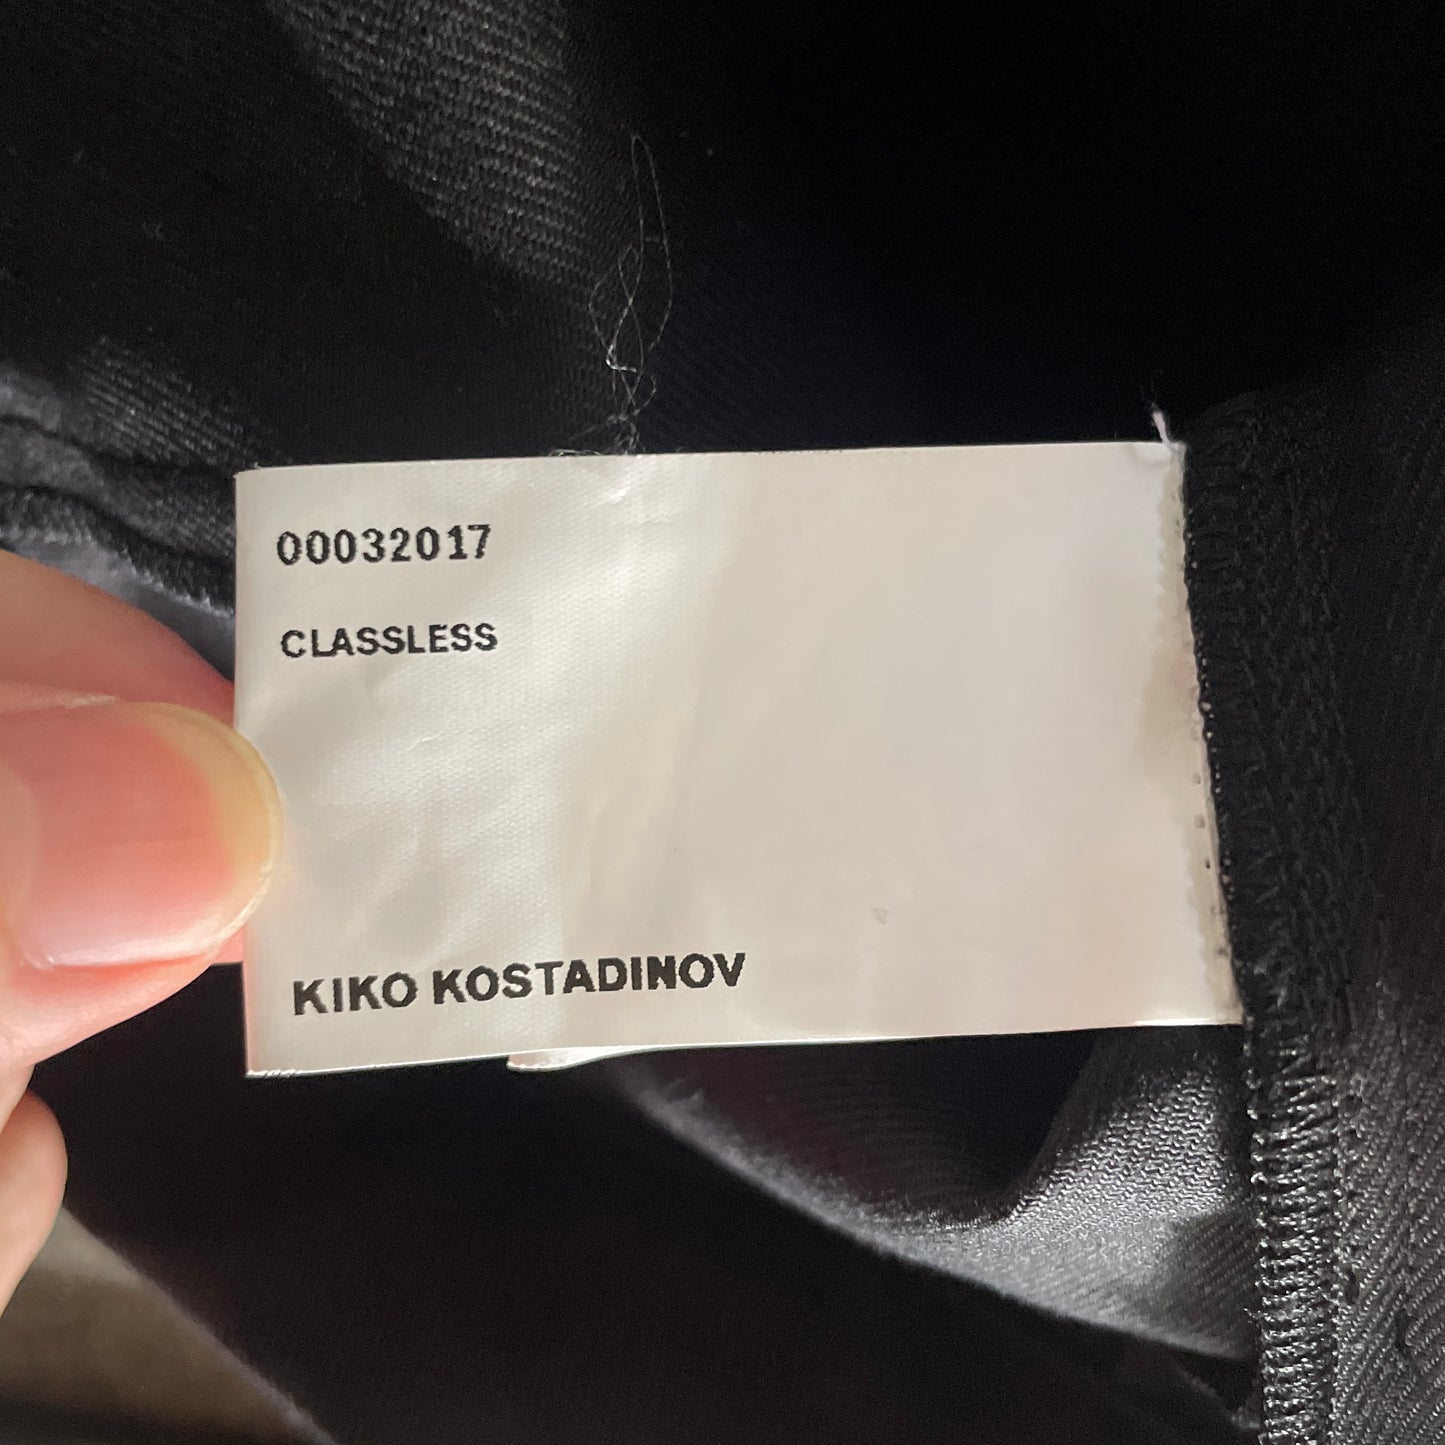 00032017
CLASSLESS
KIKO KOSTADINOV